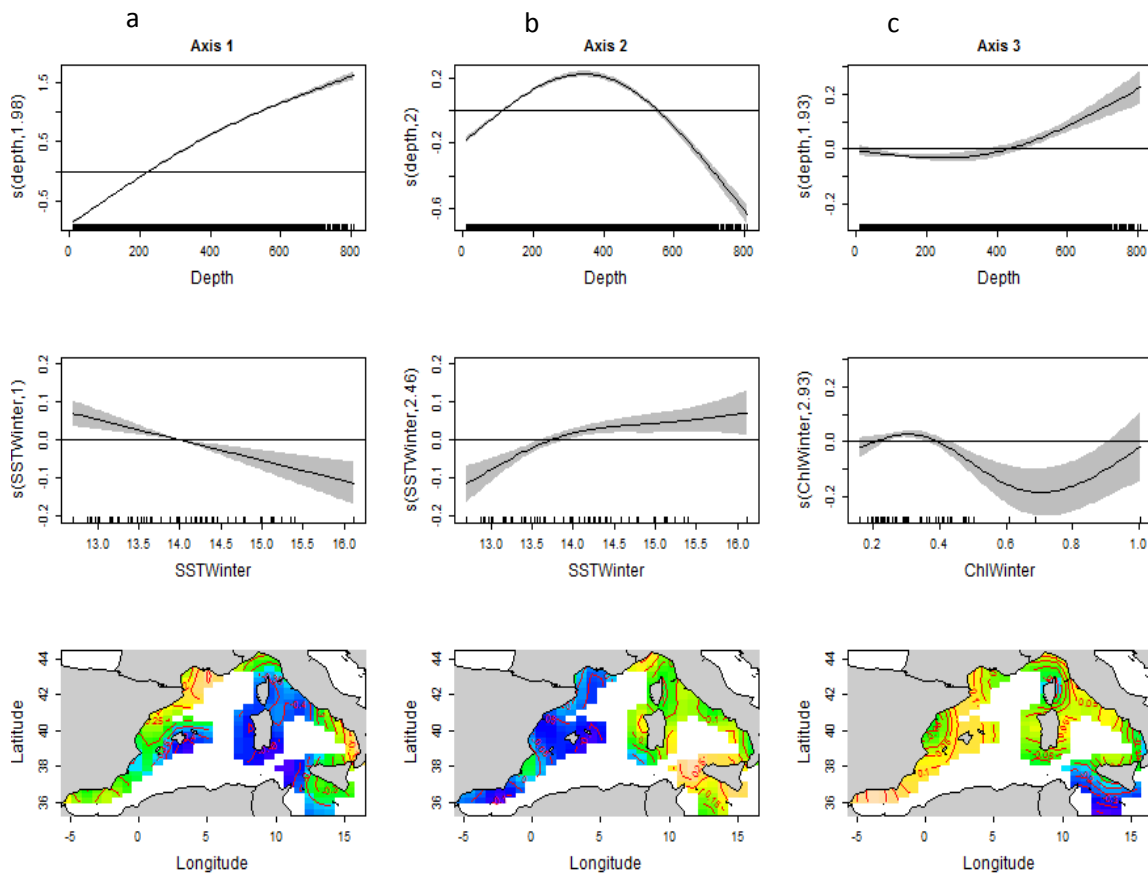 a b c
Axis 1 Axis 2 Axis 3
s(depth,1.98)
1.5
0.5
-0.5
0 200 400 600 800
Depth
s(depth,2)
0.2
-0.2
-0.6
0 200 400 600 800
Depth
s(depth,1.93)
0.2
0.0
-0.2
0 200 400 600 800
Depth
s(SSTWinter,1)
0.2
0.1
0.0
-0.1
-0.2
13.0 13.5 14.0 14.5 15.0 15.5 16.0
SSTWinter
s(SSTWinter,2.46)
0.2
0.1
0.0
-0.1
-0.2
13.0 13.5 14.0 14.5 15.0 15.5 16.0
SSTWinter
s(ChlWinter,2.93)
0.2
0.0
-0.2
0.2 0.4 0.6 0.8 1.0
ChlWinter
Latitude
44
42
40
38
36
-5 0 5 10 15
Longitude
Latitude
44
42
40
38
36
-5 0 5 10 15
Longitude
Latitude
44
42
40
38
36
-5 0 5 10 15
Longitude